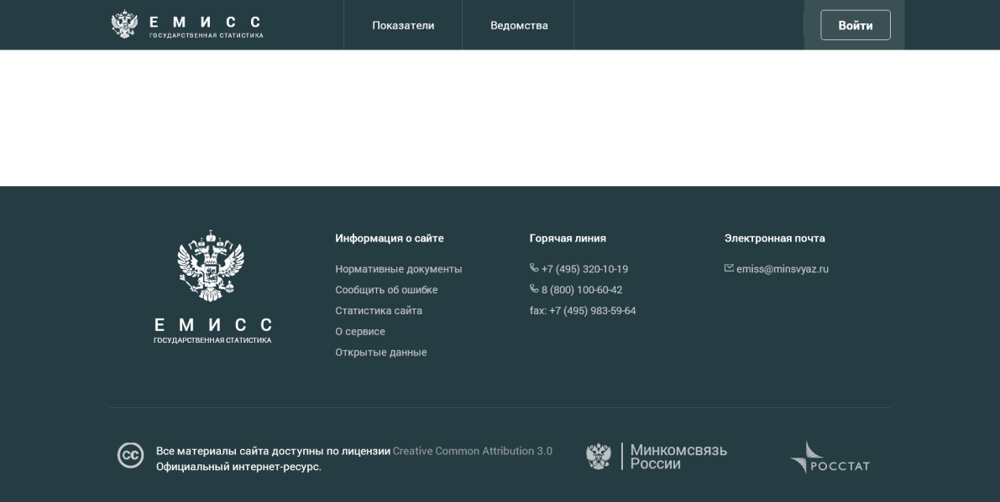 ЕМИСС
ГОСУДАРСТВЕННАЯ СТАТИСТИКА
Показатели
Ведомства
Войти
ЕМИСС
ГОСУДАРСТВЕННАЯ СТАТИСТИКА
Информация о сайте
Нормативные документы
Сообщить об ошибке
Статистика сайта
О сервисе
Открытые данные
Горячая линия
+7 (495) 320-10-19
8 (800) 100-60-42
fax: +7 (495) 983-59-64
Электронная почта
emiss@minsvyaz.ru
cc
Все материалы сайта доступны по лицензии Creative Common Attribution 3.0
Официальный интернет-ресурс.
Минкомсвязь
России
РОССТАТ